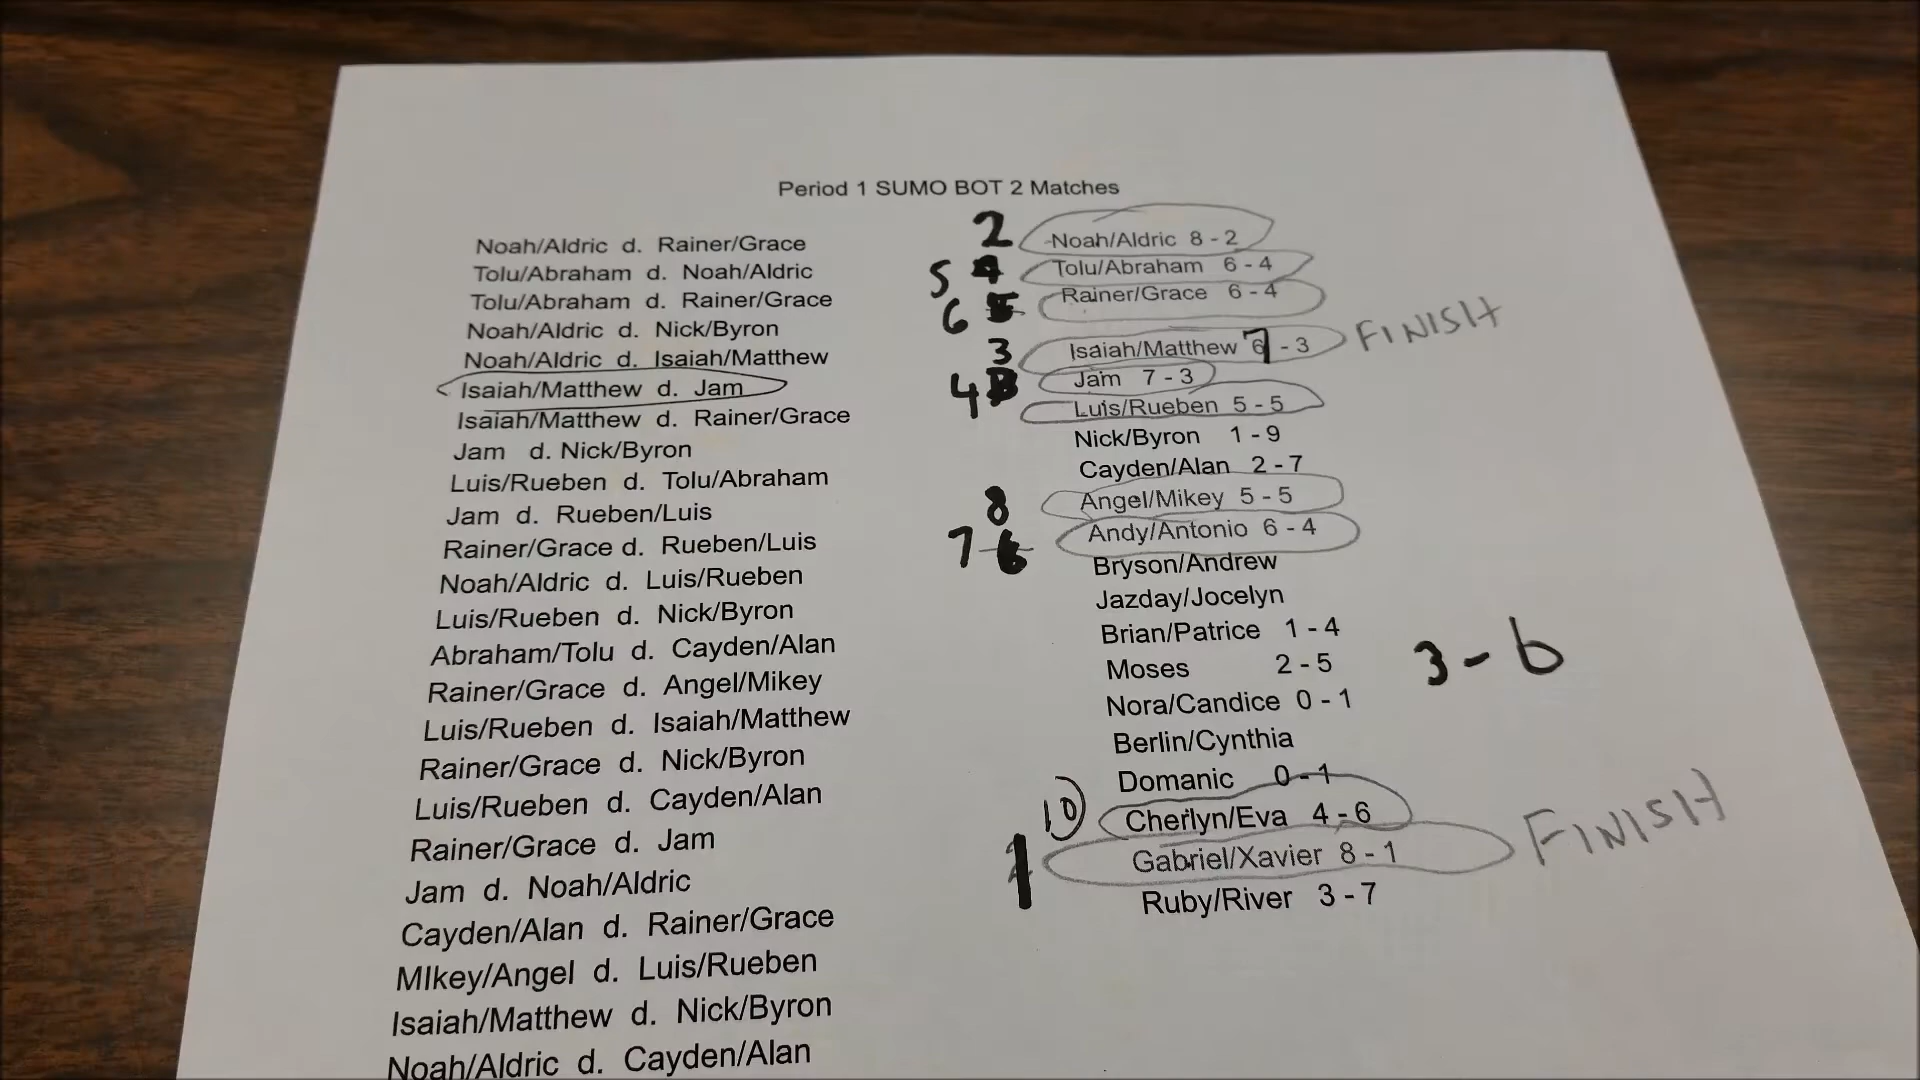 Period 1 SUMO BOT 2 Matches
Noah/Aldric d. Rainer/Grace
Tolu/Abraham d. Noah/Aldric
Tolu/Abraham d. Rainer/Grace
Noah/Aldric d. Nick/Byron
Noah/Aldric d. Isaiah/Matthew
Isaiah/Matthew d. Jam
Isaiah/Matthew d. Rainer/Grace
Jam d. Nick/Byron
Luis/Rueben d. Tolu/Abraham
Jam d. Rueben/Luis
Rainer/Grace d. Rueben/Luis
Noah/Aldric d. Luis/Rueben
Luis/Rueben d. Nick/Byron
Abraham/Tolu d. Cayden/Alan
Rainer/Grace d. Angel/Mikey
Luis/Rueben d. Isaiah/Matthew
Rainer/Grace d. Nick/Byron
Luis/Rueben d. Cayden/Alan
Rainer/Grace d. Jam
Jam d. Noah/Aldric
Cayden/Alan d. Rainer/Grace
MIkey/Angel d. Luis/Rueben
Isaiah/Matthew d. Nick/Byron
Noah/Aldric d. Cayden/Alan
2 Noah/Aldric 8 - 2
5 Tolu/Abraham 6 - 4
6 Rainer/Grace 6 - 4
3 Isaiah/Matthew 7 - 3 FINISH
4 Jam 7 - 3
Luis/Rueben 5 - 5
Nick/Byron 1 - 9
Cayden/Alan 2 - 7
8 Angel/Mikey 5 - 5
7 Andy/Antonio 6 - 4
Bryson/Andrew
Jazday/Jocelyn
Brian/Patrice 1 - 4
Moses 2 - 5 3 - 6
Nora/Candice 0 - 1
Berlin/Cynthia
Domanic 0 - 1
10 Cherlyn/Eva 4 - 6
1 Gabriel/Xavier 8 - 1 FINISH
Ruby/River 3 - 7